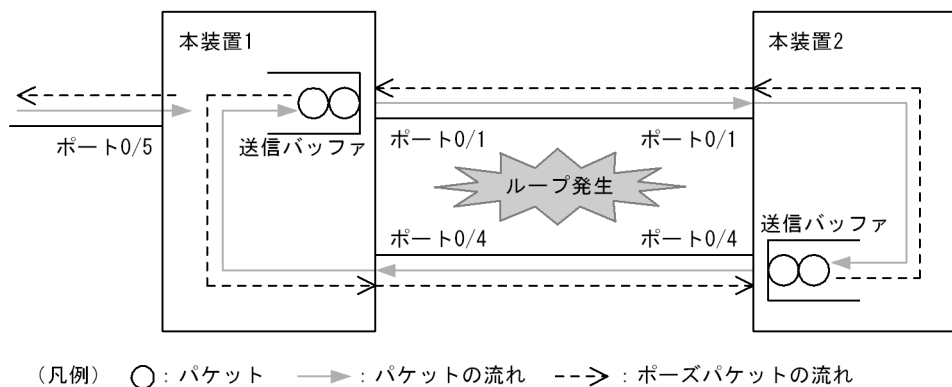 本装置1
本装置2
ポート0/5
送信バッファ
ポート0/1
ポート0/1
ループ発生
送信バッファ
ポート0/4
ポート0/4
（凡例） ：パケット ：パケットの流れ ：ポーズパケットの流れ